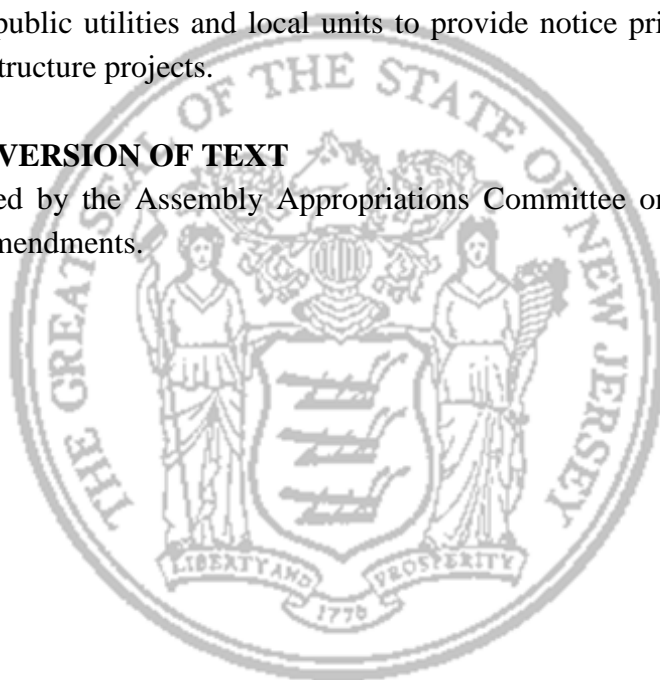 public utilities and local units to provide notice pri
structure projects.
VERSION OF TEXT
ed by the Assembly Appropriations Committee or
mendments.
THE GREAT SEAL OF THE STATE OF NEW JERSEY
LIBERTY AND PROSPERITY
1776